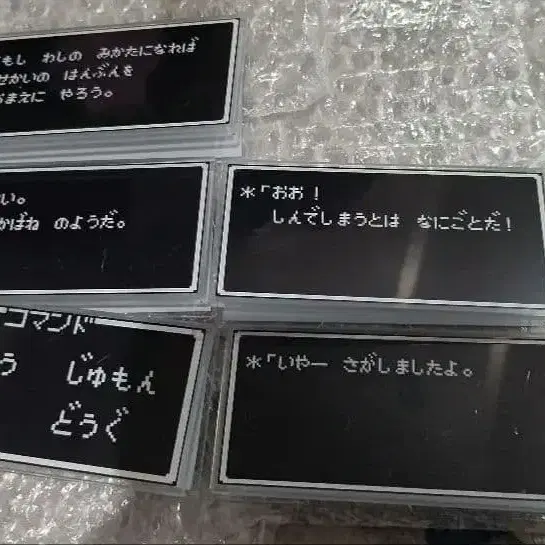 もし わしの みかたになれば
せかいの はんぶんを
おまえに やろう。
い。
かばね のようだ。
*「おお！
しんでしまうとは なにごとだ！
コマンド
う じゅもん
どうぐ
*「いやー さがしましたよ。